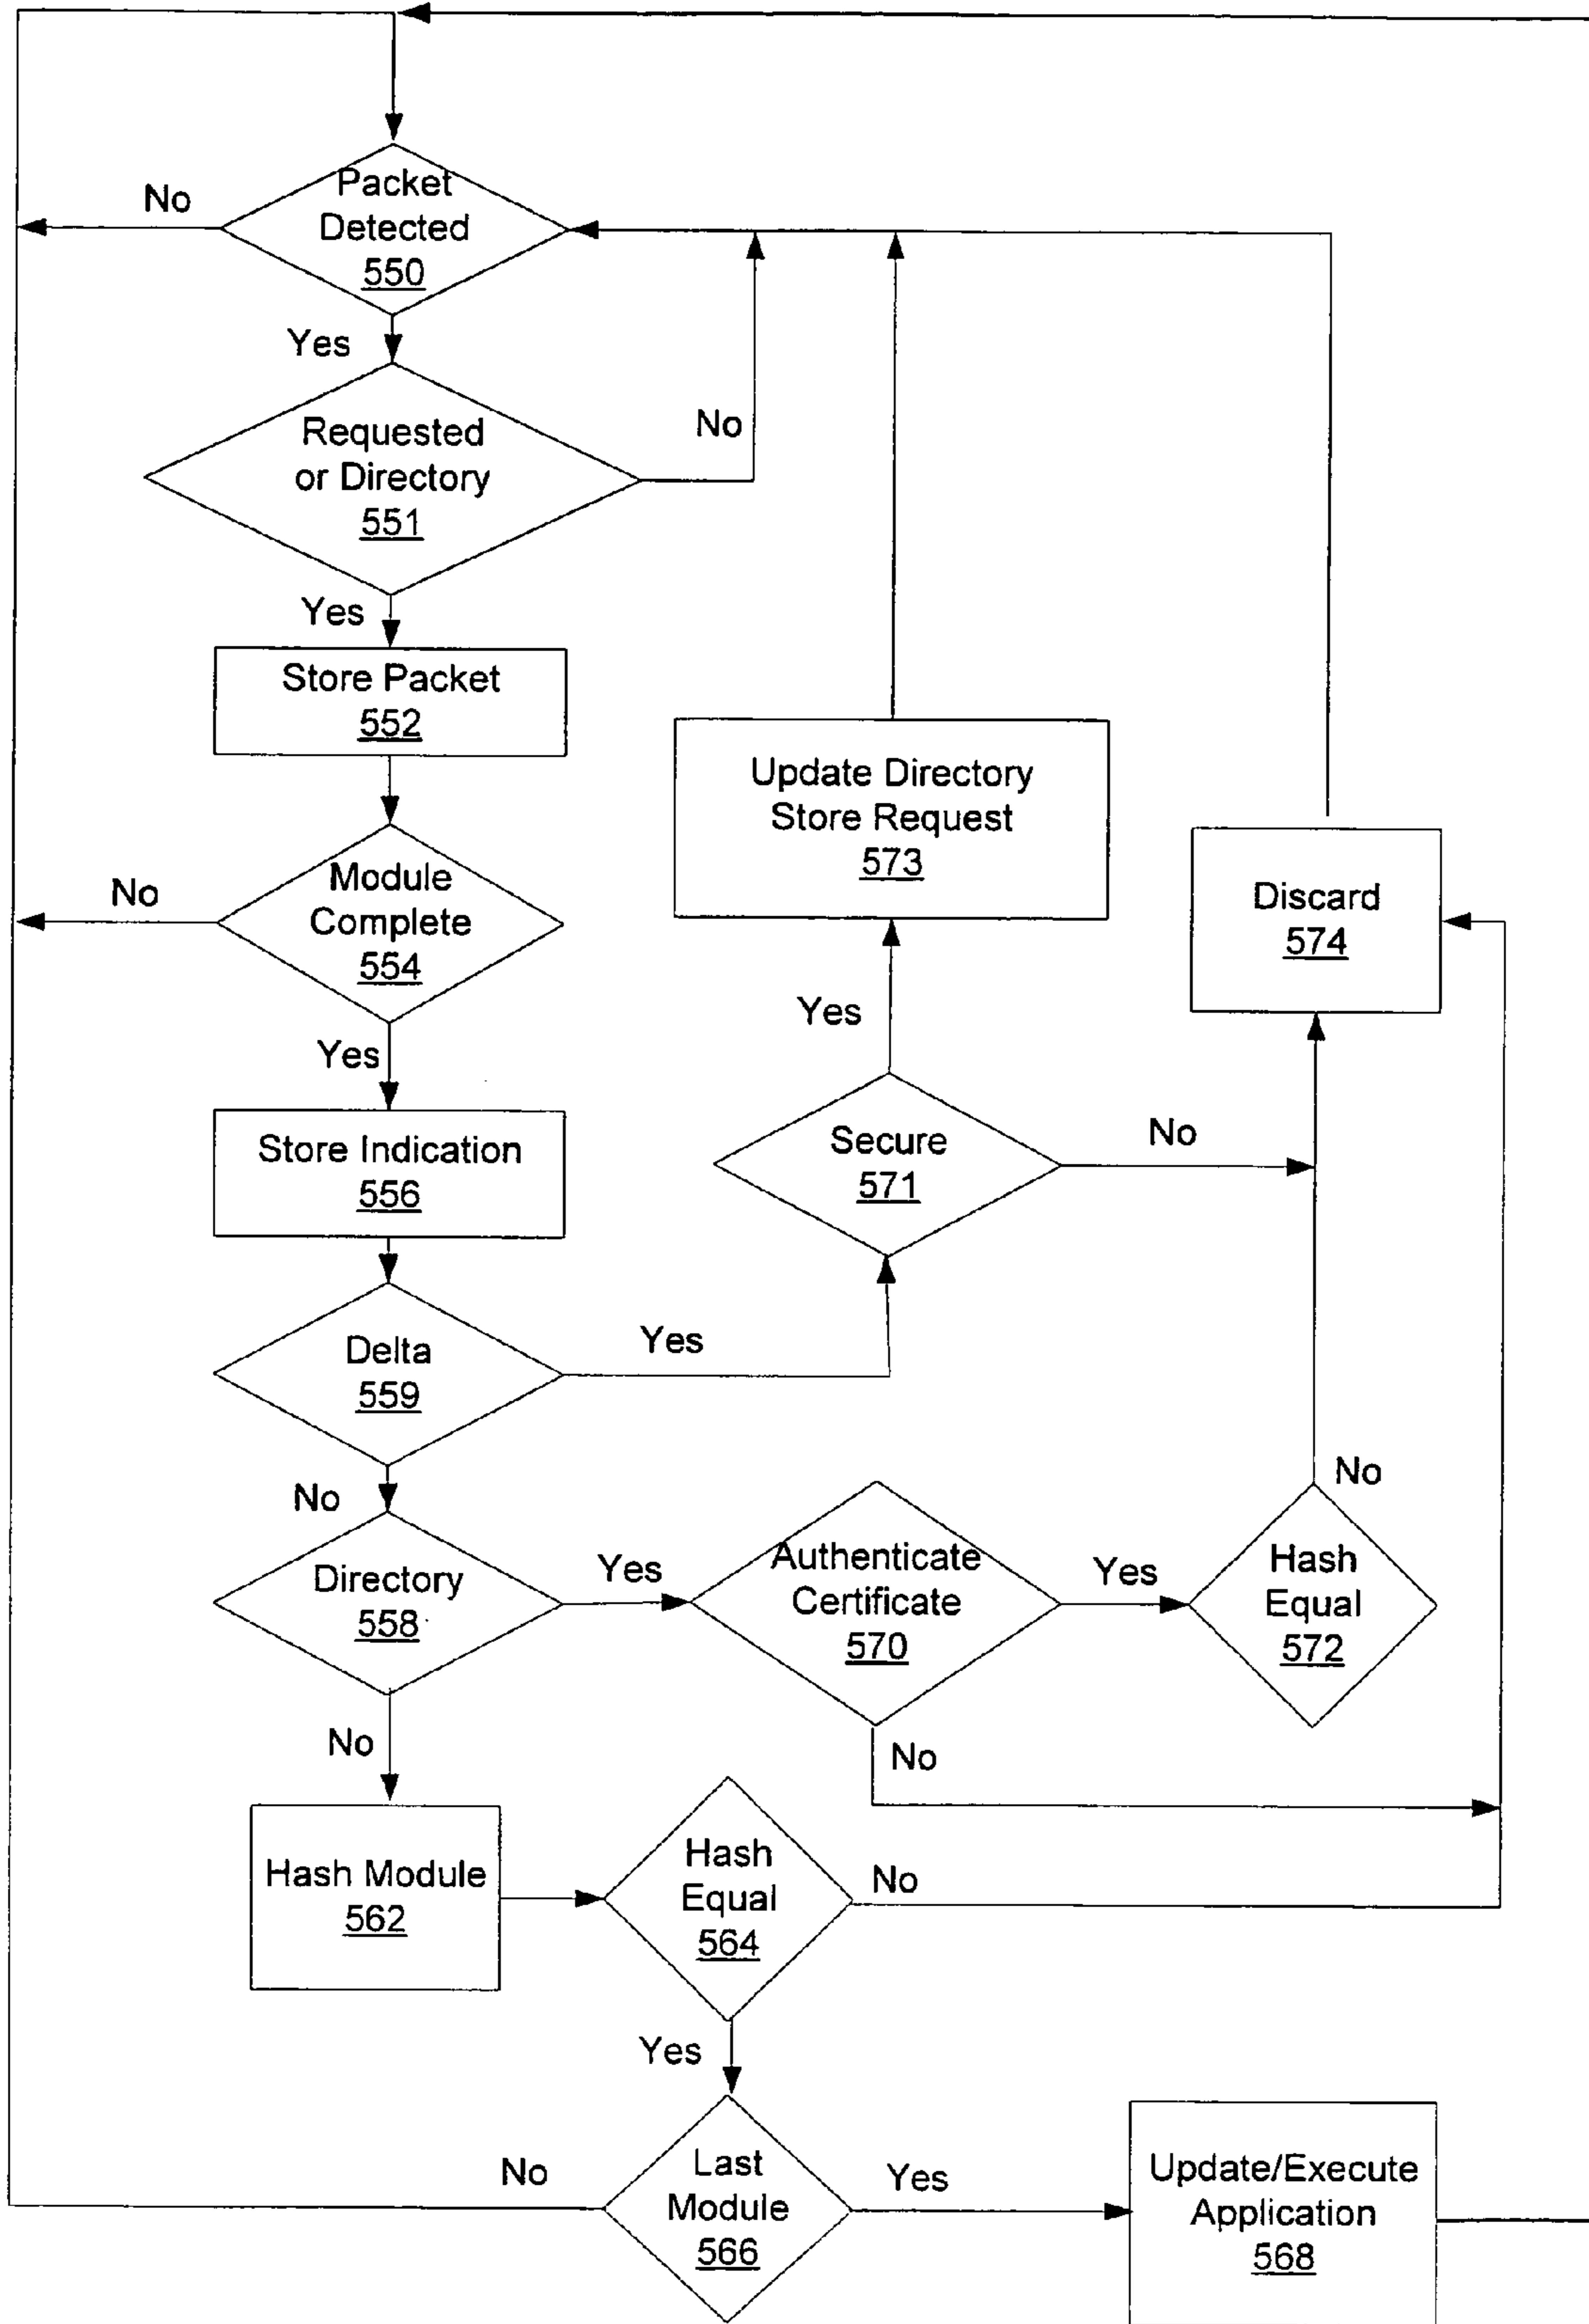 Packet
Detected
550
No
Yes
Requested
or Directory
551
No
Yes
Store Packet
552
Update Directory
Store Request
573
Module
Complete
554
No
Discard
574
Yes
Yes
Store Indication
556
Secure
571
No
Delta
559
Yes
No
No
Directory
558
Yes
Authenticate
Certificate
570
Yes
Hash
Equal
572
No
No
Hash Module
562
Hash
Equal
564
No
Yes
No
Last
Module
566
Yes
Update/Execute
Application
568